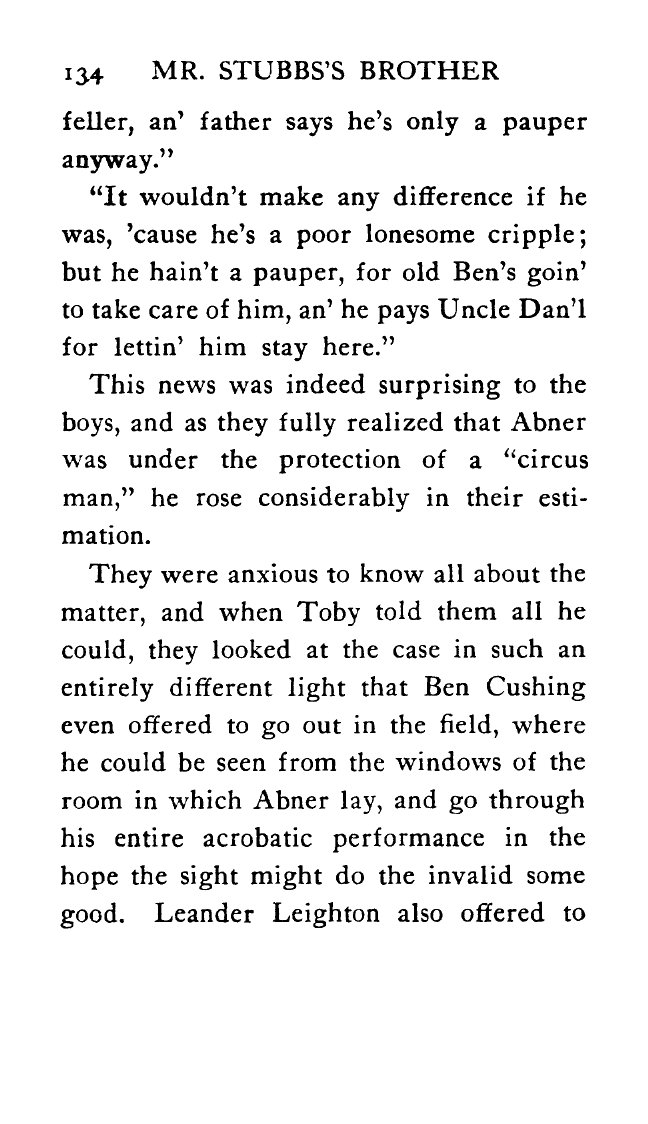 134 MR. STUBBS'S BROTHER
feller, an' father says he's only a pauper
anyway."
"It wouldn't make any difference if he
was, 'cause he's a poor lonesome cripple;
but he hain't a pauper, for old Ben's goin'
to take care of him, an' he pays Uncle Dan'l
for lettin' him stay here."
This news was indeed surprising to the
boys, and as they fully realized that Abner
was under the protection of a "circus
man," he rose considerably in their esti-
mation.
They were anxious to know all about the
matter, and when Toby told them all he
could, they looked at the case in such an
entirely different light that Ben Cushing
even offered to go out in the field, where
he could be seen from the windows of the
room in which Abner lay, and go through
his entire acrobatic performance in the
hope the sight might do the invalid some
good. Leander Leighton also offered to